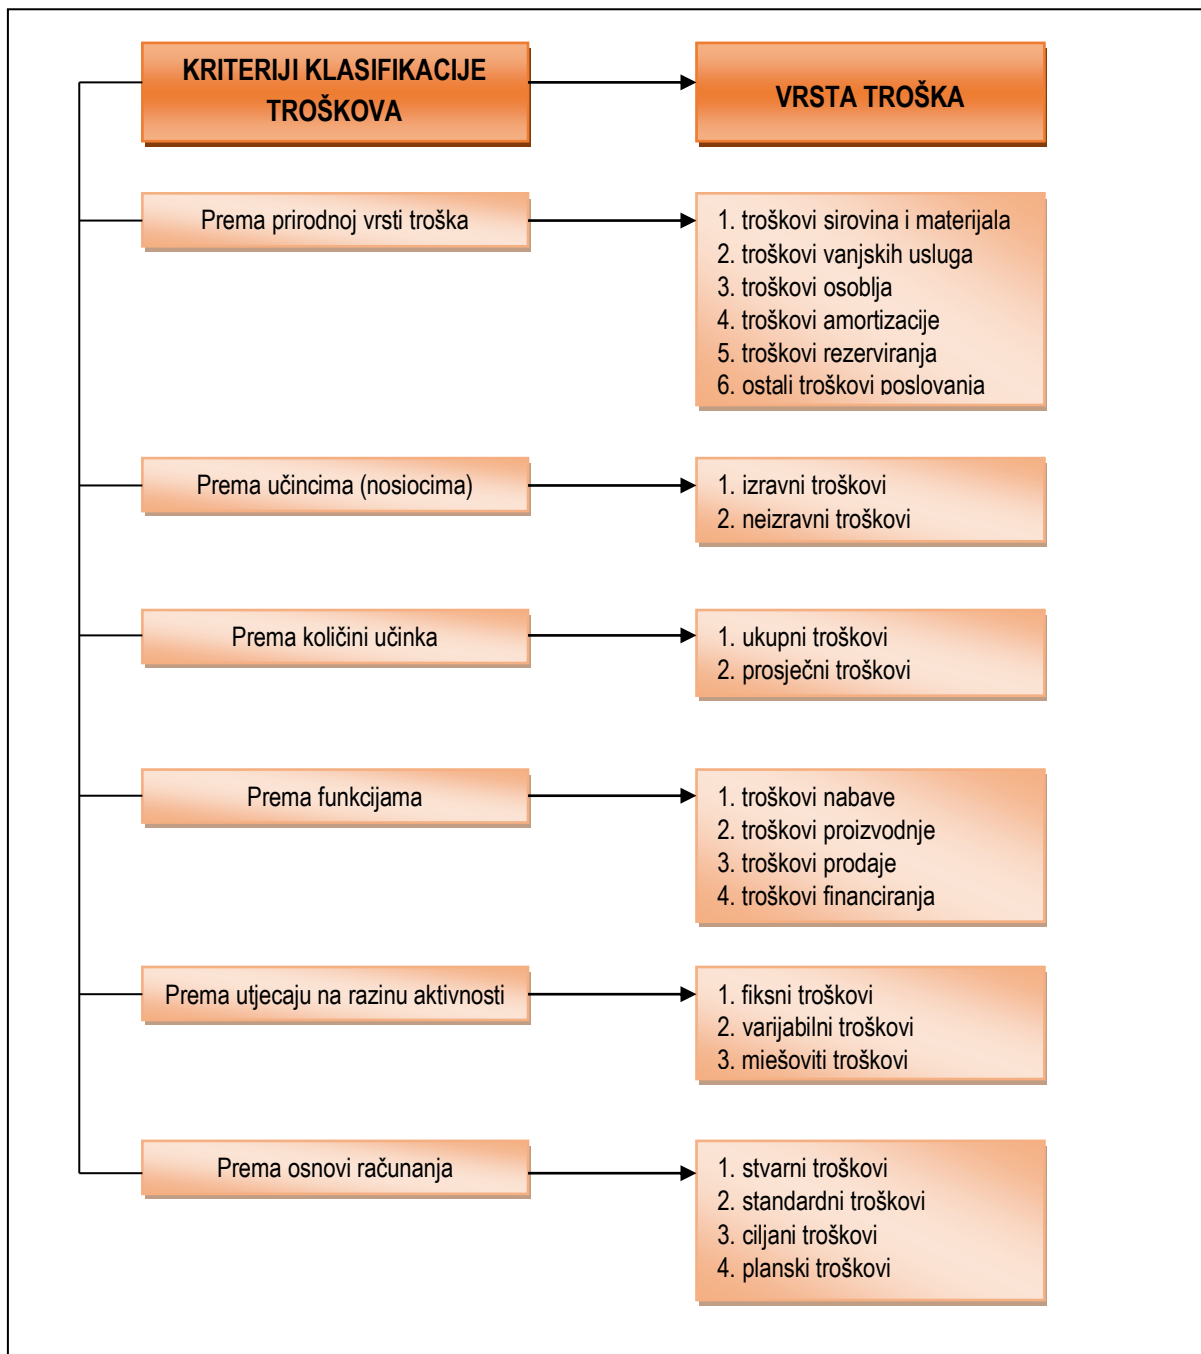 KRITERIJI KLASIFIKACIJE
TROŠKOVA
VRSTA TROŠKA
Prema prirodnoj vrsti troška
1. troškovi sirovina i materijala
2. troškovi vanjskih usluga
3. troškovi osoblja
4. troškovi amortizacije
5. troškovi rezerviranja
6. ostali troškovi poslovanja
Prema učincima (nosiocima)
1. izravni troškovi
2. neizravni troškovi
Prema količini učinka
1. ukupni troškovi
2. prosječni troškovi
Prema funkcijama
1. troškovi nabave
2. troškovi proizvodnje
3. troškovi prodaje
4. troškovi financiranja
Prema utjecaju na razinu aktivnosti
1. fiksni troškovi
2. varijabilni troškovi
3. mješoviti troškovi
Prema osnovi računanja
1. stvarni troškovi
2. standardni troškovi
3. ciljani troškovi
4. planski troškovi